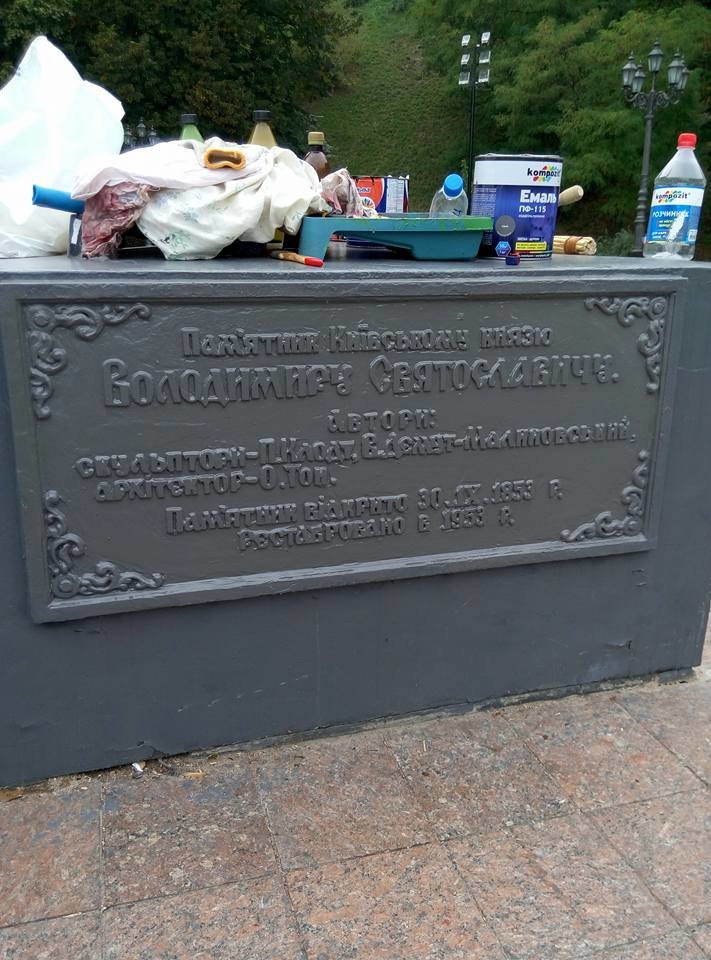 kompozit
Емаль
ПФ-115
kompozit
РОЗЧИННИК
Пам'ятник Київському князю
Володимиру Святославичу.
Автори:
скульптори-П.Клодт, В.Демут-Малиновський,
архітектор-О.Тон.
Пам'ятник відкрито 30.IX.1853 р.
реставровано в 1953 р.